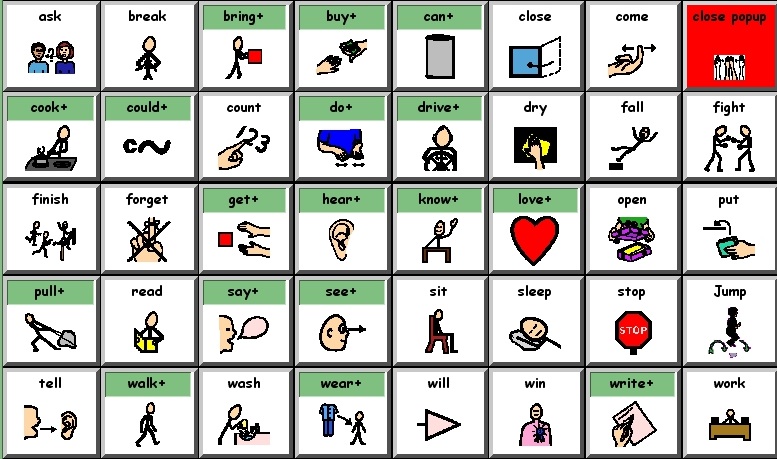 ask break bring+ buy+ can+ close come close popup
cook+ could+ count do+ drive+ dry fall fight
c
123
finish forget get+ hear+ know+ love+ open put
pull+ read say+ see+ sit sleep stop Jump
STOP
tell walk+ wash wear+ will win write+ work